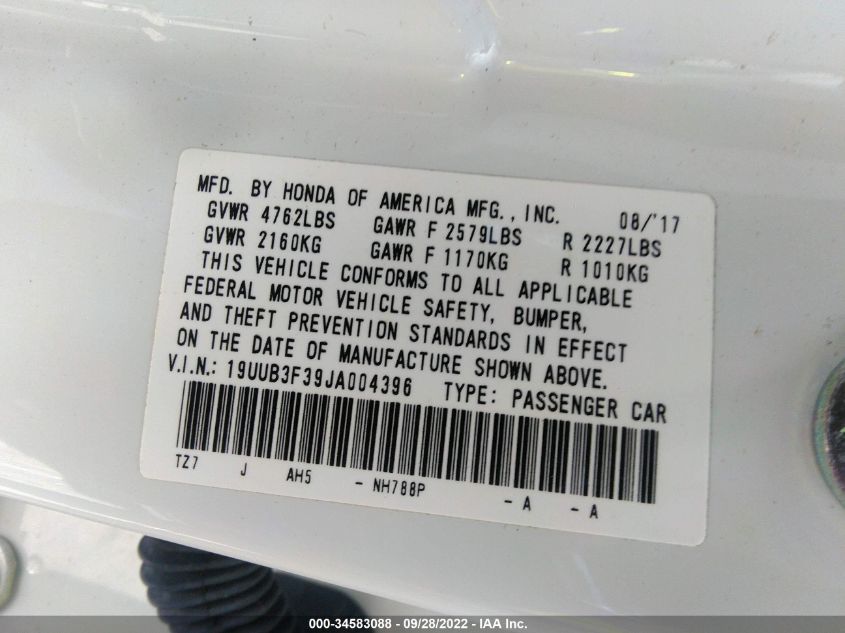 MFD. BY HONDA OF AMERICA MFG., INC. 08/'17
GVWR 4762LBS GAWR F 2579LBS R 2227LBS
GVWR 2160KG GAWR F 1170KG R 1010KG
THIS VEHICLE CONFORMS TO ALL APPLICABLE
FEDERAL MOTOR VEHICLE SAFETY, BUMPER,
AND THEFT PREVENTION STANDARDS IN EFFECT
ON THE DATE OF MANUFACTURE SHOWN ABOVE.
V.I.N.: 19UUB3F39JA004396 TYPE: PASSENGER CAR
TZ7 J AH5 - NH788P - A - A
000-34583088 - 09/28/2022 - IAA Inc.